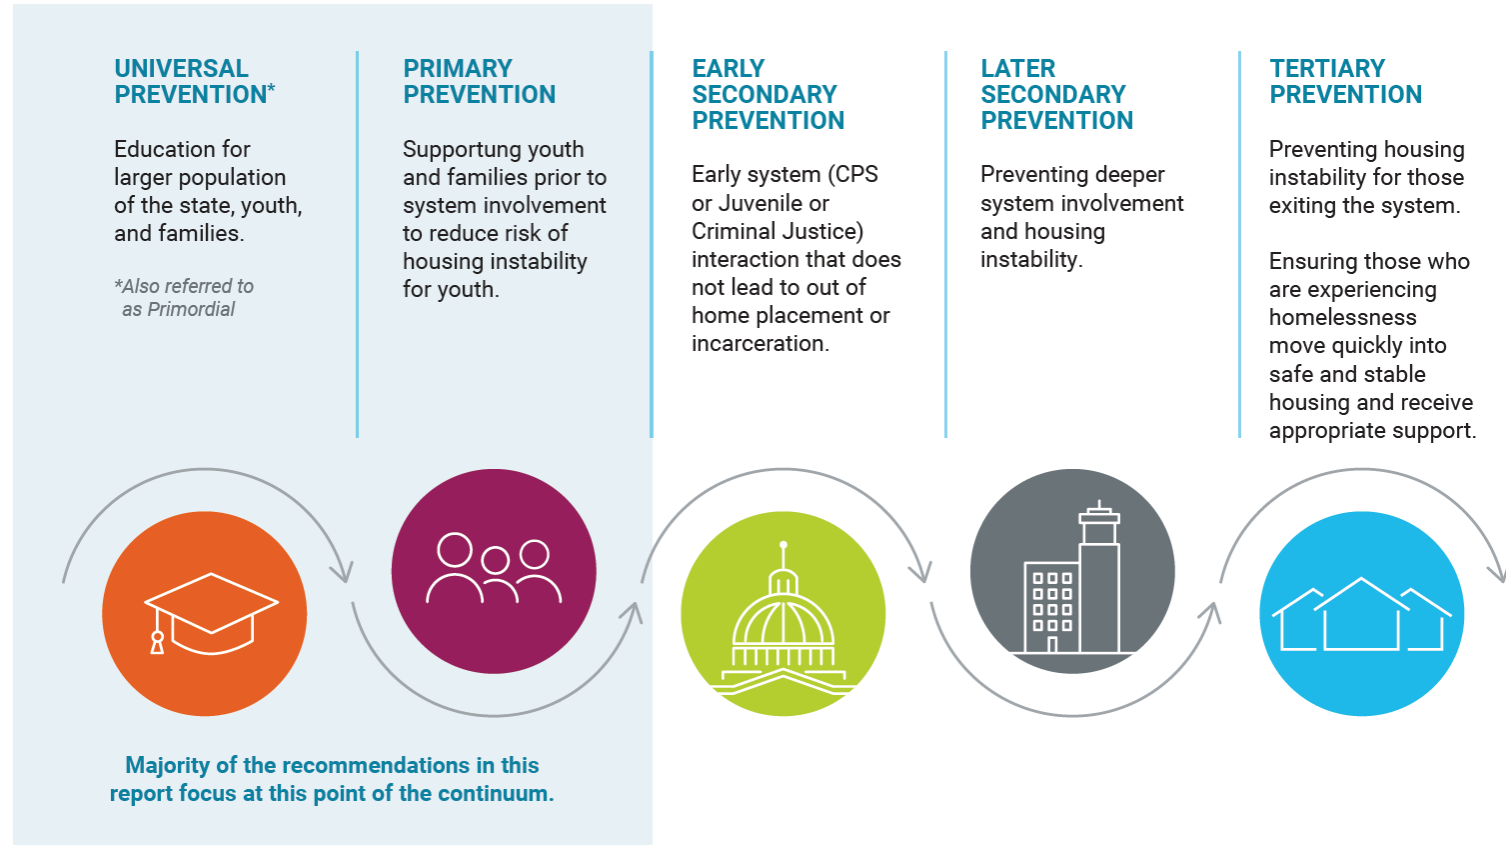 UNIVERSAL
PREVENTION*
Education for
larger population
of the state, youth,
and families.
*Also referred to
as Primordial
PRIMARY
PREVENTION
Supportung youth
and families prior to
system involvement
to reduce risk of
housing instability
for youth.
EARLY
SECONDARY
PREVENTION
Early system (CPS
or Juvenile or
Criminal Justice)
interaction that does
not lead to out of
home placement or
incarceration.
LATER
SECONDARY
PREVENTION
Preventing deeper
system involvement
and housing
instability.
TERTIARY
PREVENTION
Preventing housing
instability for those
exiting the system.
Ensuring those who
are experiencing
homelessness
move quickly into
safe and stable
housing and receive
appropriate support.
Majority of the recommendations in this
report focus at this point of the continuum.